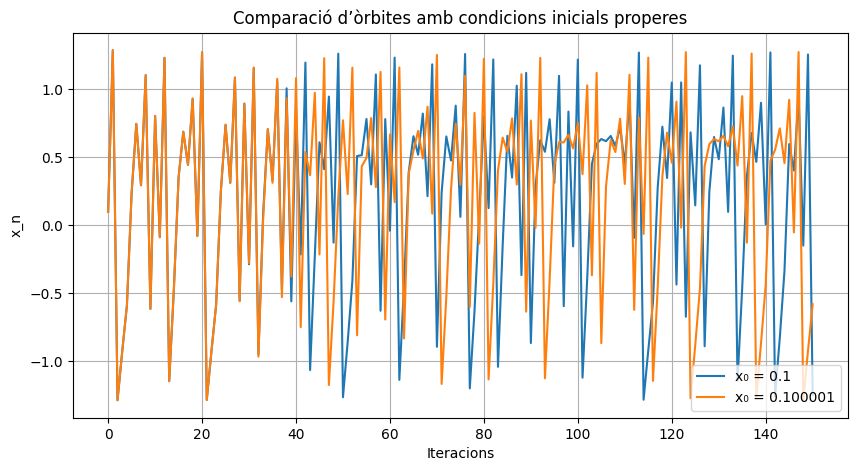 Comparació d’òrbites amb condicions inicials properes
x_n
1.0
0.5
0.0
−0.5
−1.0
0 20 40 60 80 100 120 140
Iteracions
x₀ = 0.1
x₀ = 0.100001